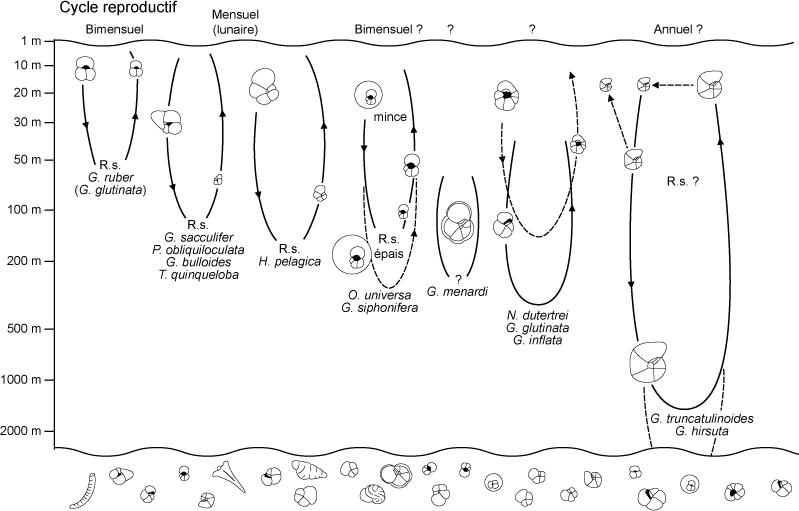 Cycle reproductif
Bimensuel
Mensuel
(lunaire)
Bimensuel ?
?
?
Annuel ?
1 m
10 m
20 m
30 m
50 m
100 m
200 m
500 m
1000 m
2000 m
R.s.
G. ruber
(G. glutinata)
R.s.
G. sacculifer
P. obliquiloculata
G. bulloides
T. quinqueloba
R.s.
H. pelagica
mince
R.s.
épais
O. universa
G. siphonifera
?
G. menardi
N. dutertrei
G. glutinata
G. inflata
R.s. ?
G. truncatulinoides
G. hirsuta